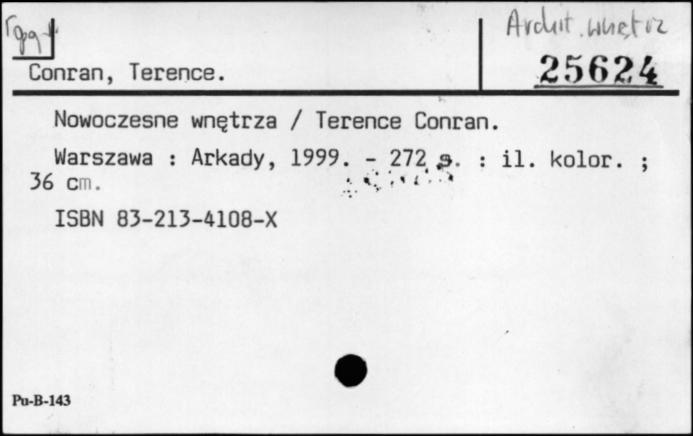 Archit. wnętrz
25624
Conran, Terence.
Nowoczesne wnętrza / Terence Conran.
Warszawa : Arkady, 1999. - 272 s. : il. kolor. ;
36 cm.
ISBN 83-213-4108-X
Pu-B-143